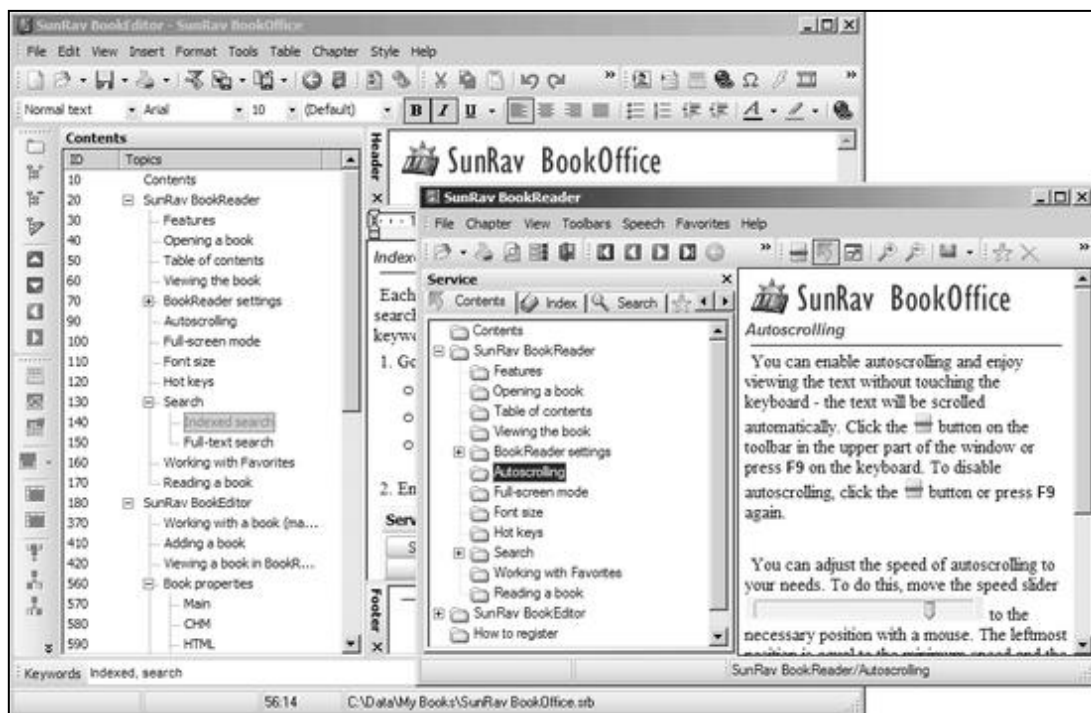 SunRav BookEditor - SunRav BookOffice
File Edit View Insert Format Tools Table Chapter Style Help
Normal text Arial 10 (Default) B I U A
Contents
ID Topics
10 Contents
20 SunRav BookReader
30 Features
40 Opening a book
50 Table of contents
60 Viewing the book
70 BookReader settings
90 Autoscrolling
100 Full-screen mode
110 Font size
120 Hot keys
130 Search
140 Indexed search
150 Full-text search
160 Working with Favorites
170 Reading a book
180 SunRav BookEditor
370 Working with a book (ma...
410 Adding a book
420 Viewing a book in BookR...
560 Book properties
570 Main
580 CHM
590 HTML
Header
SunRav BookOffice
Indexe
Each
search
keywo
1. Go
2. En
Serv
S
Footer
Keywords Indexed, search
56:14 C:\Data\My Books\SunRav BookOffice.srb
SunRav BookReader
File Chapter View Toolbars Speech Favorites Help
Service
Contents Index Search
Contents
SunRav BookReader
Features
Opening a book
Table of contents
Viewing the book
BookReader settings
Autoscrolling
Full-screen mode
Font size
Hot keys
Search
Working with Favorites
Reading a book
SunRav BookEditor
How to register
SunRav BookOffice
Autoscrolling
You can enable autoscrolling and enjoy
viewing the text without touching the
keyboard - the text will be scrolled
automatically. Click the button on the
toolbar in the upper part of the window or
press F9 on the keyboard. To disable
autoscrolling, click the button or press F9
again.
You can adjust the speed of autoscrolling to
your needs. To do this, move the speed slider
to the
necessary position with a mouse. The leftmost
position is equal to the minimum speed and the
SunRav BookReader/Autoscrolling